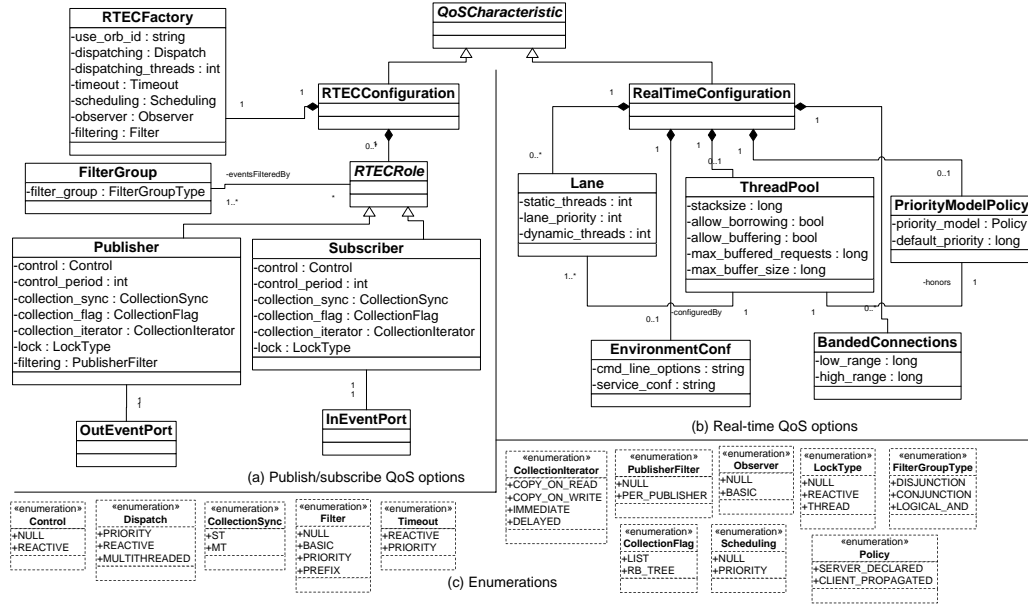 QoSCharacteristic
RTECFactory
-use_orb_id : string
-dispatching : Dispatch
-dispatching_threads : int
-timeout : Timeout
-scheduling : Scheduling
-observer : Observer
-filtering : Filter
1
1
RTECConfiguration
1
0..*
FilterGroup
-filter_group : FilterGroupType
-eventsFilteredBy
1..*
*
RTECRole
Publisher
-control : Control
-control_period : int
-collection_sync : CollectionSync
-collection_flag : CollectionFlag
-collection_iterator : CollectionIterator
-lock : LockType
-filtering : PublisherFilter
Subscriber
-control : Control
-control_period : int
-collection_sync : CollectionSync
-collection_flag : CollectionFlag
-collection_iterator : CollectionIterator
-lock : LockType
1
1
OutEventPort
1
1
InEventPort
(a) Publish/subscribe QoS options
RealTimeConfiguration
1
1
1
1
1
0..*
0..1
0..1
Lane
-static_threads : int
-lane_priority : int
-dynamic_threads : int
ThreadPool
-stacksize : long
-allow_borrowing : bool
-allow_buffering : bool
-max_buffered_requests : long
-max_buffer_size : long
PriorityModelPolicy
-priority_model : Policy
-default_priority : long
1..*
-configuredBy
1
1
-honors
1
0..1
0..*
EnvironmentConf
-cmd_line_options : string
-service_conf : string
BandedConnections
-low_range : long
-high_range : long
(b) Real-time QoS options
«enumeration»
Control
+NULL
+REACTIVE
«enumeration»
Dispatch
+PRIORITY
+REACTIVE
+MULTITHREADED
«enumeration»
CollectionSync
+ST
+MT
«enumeration»
Filter
+NULL
+BASIC
+PRIORITY
+PREFIX
«enumeration»
Timeout
+REACTIVE
+PRIORITY
«enumeration»
CollectionIterator
+COPY_ON_READ
+COPY_ON_WRITE
+IMMEDIATE
+DELAYED
«enumeration»
PublisherFilter
+NULL
+PER_PUBLISHER
«enumeration»
Observer
+NULL
+BASIC
«enumeration»
LockType
+NULL
+REACTIVE
+THREAD
«enumeration»
FilterGroupType
+DISJUNCTION
+CONJUNCTION
+LOGICAL_AND
«enumeration»
CollectionFlag
+LIST
+RB_TREE
«enumeration»
Scheduling
+NULL
+PRIORITY
«enumeration»
Policy
+SERVER_DECLARED
+CLIENT_PROPAGATED
(c) Enumerations